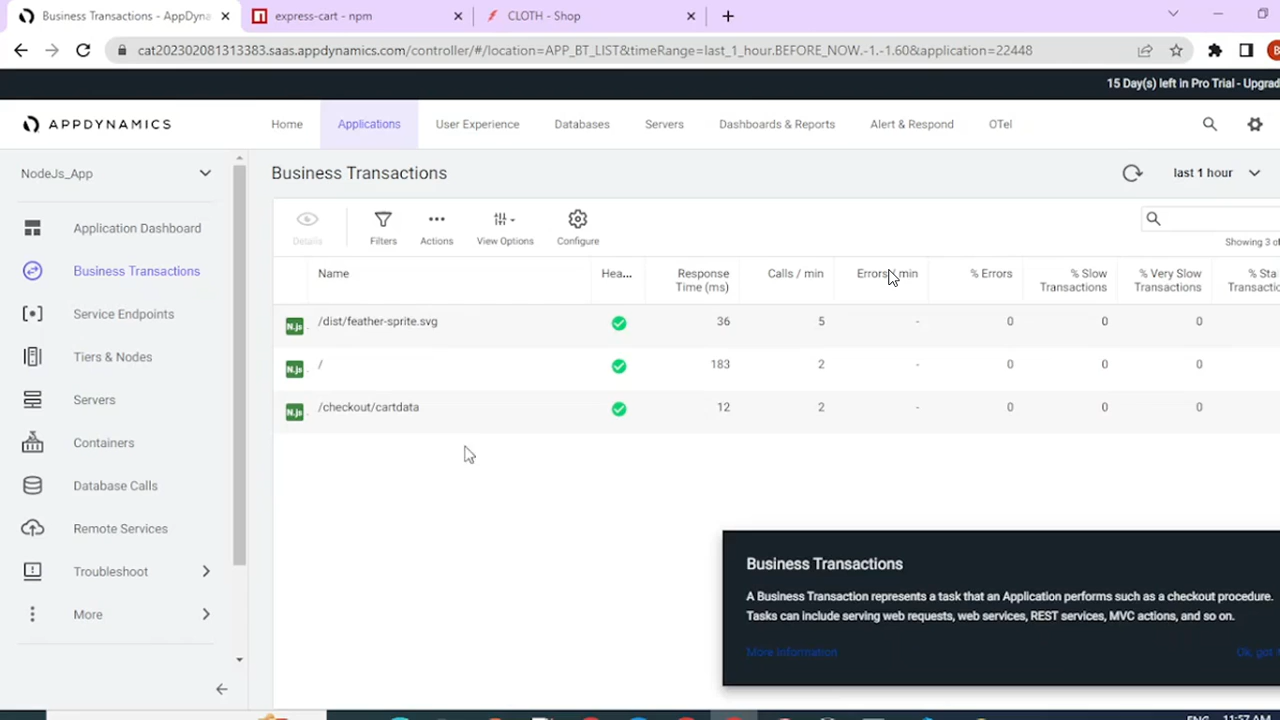 Business Transactions - AppDyna
express-cart - npm
CLOTH - Shop
cat202302081313383.saas.appdynamics.com/controller/#/location=APP_BT_LIST&timeRange=last_1_hour.BEFORE_NOW.-1.-1.60&application=22448
15 Day(s) left in Pro Trial - Upgrad
APPDYNAMICS
Home
Applications
User Experience
Databases
Servers
Dashboards & Reports
Alert & Respond
OTel
NodeJs_App
Business Transactions
last 1 hour
Application Dashboard
Business Transactions
Service Endpoints
Tiers & Nodes
Servers
Containers
Database Calls
Remote Services
Troubleshoot
More
Details
Filters
Actions
View Options
Configure
Showing 3 of
Name
Hea...
Response
Time (ms)
Calls / min
Errors / min
% Errors
% Slow
Transactions
% Very Slow
Transactions
% Sta
Transactio
N.js /dist/feather-sprite.svg 36 5 - 0 0 0
N.js / 183 2 - 0 0 0
N.js /checkout/cartdata 12 2 - 0 0 0
Business Transactions
A Business Transaction represents a task that an Application performs such as a checkout procedure.
Tasks can include serving web requests, web services, REST services, MVC actions, and so on.
More Information
Ok, got